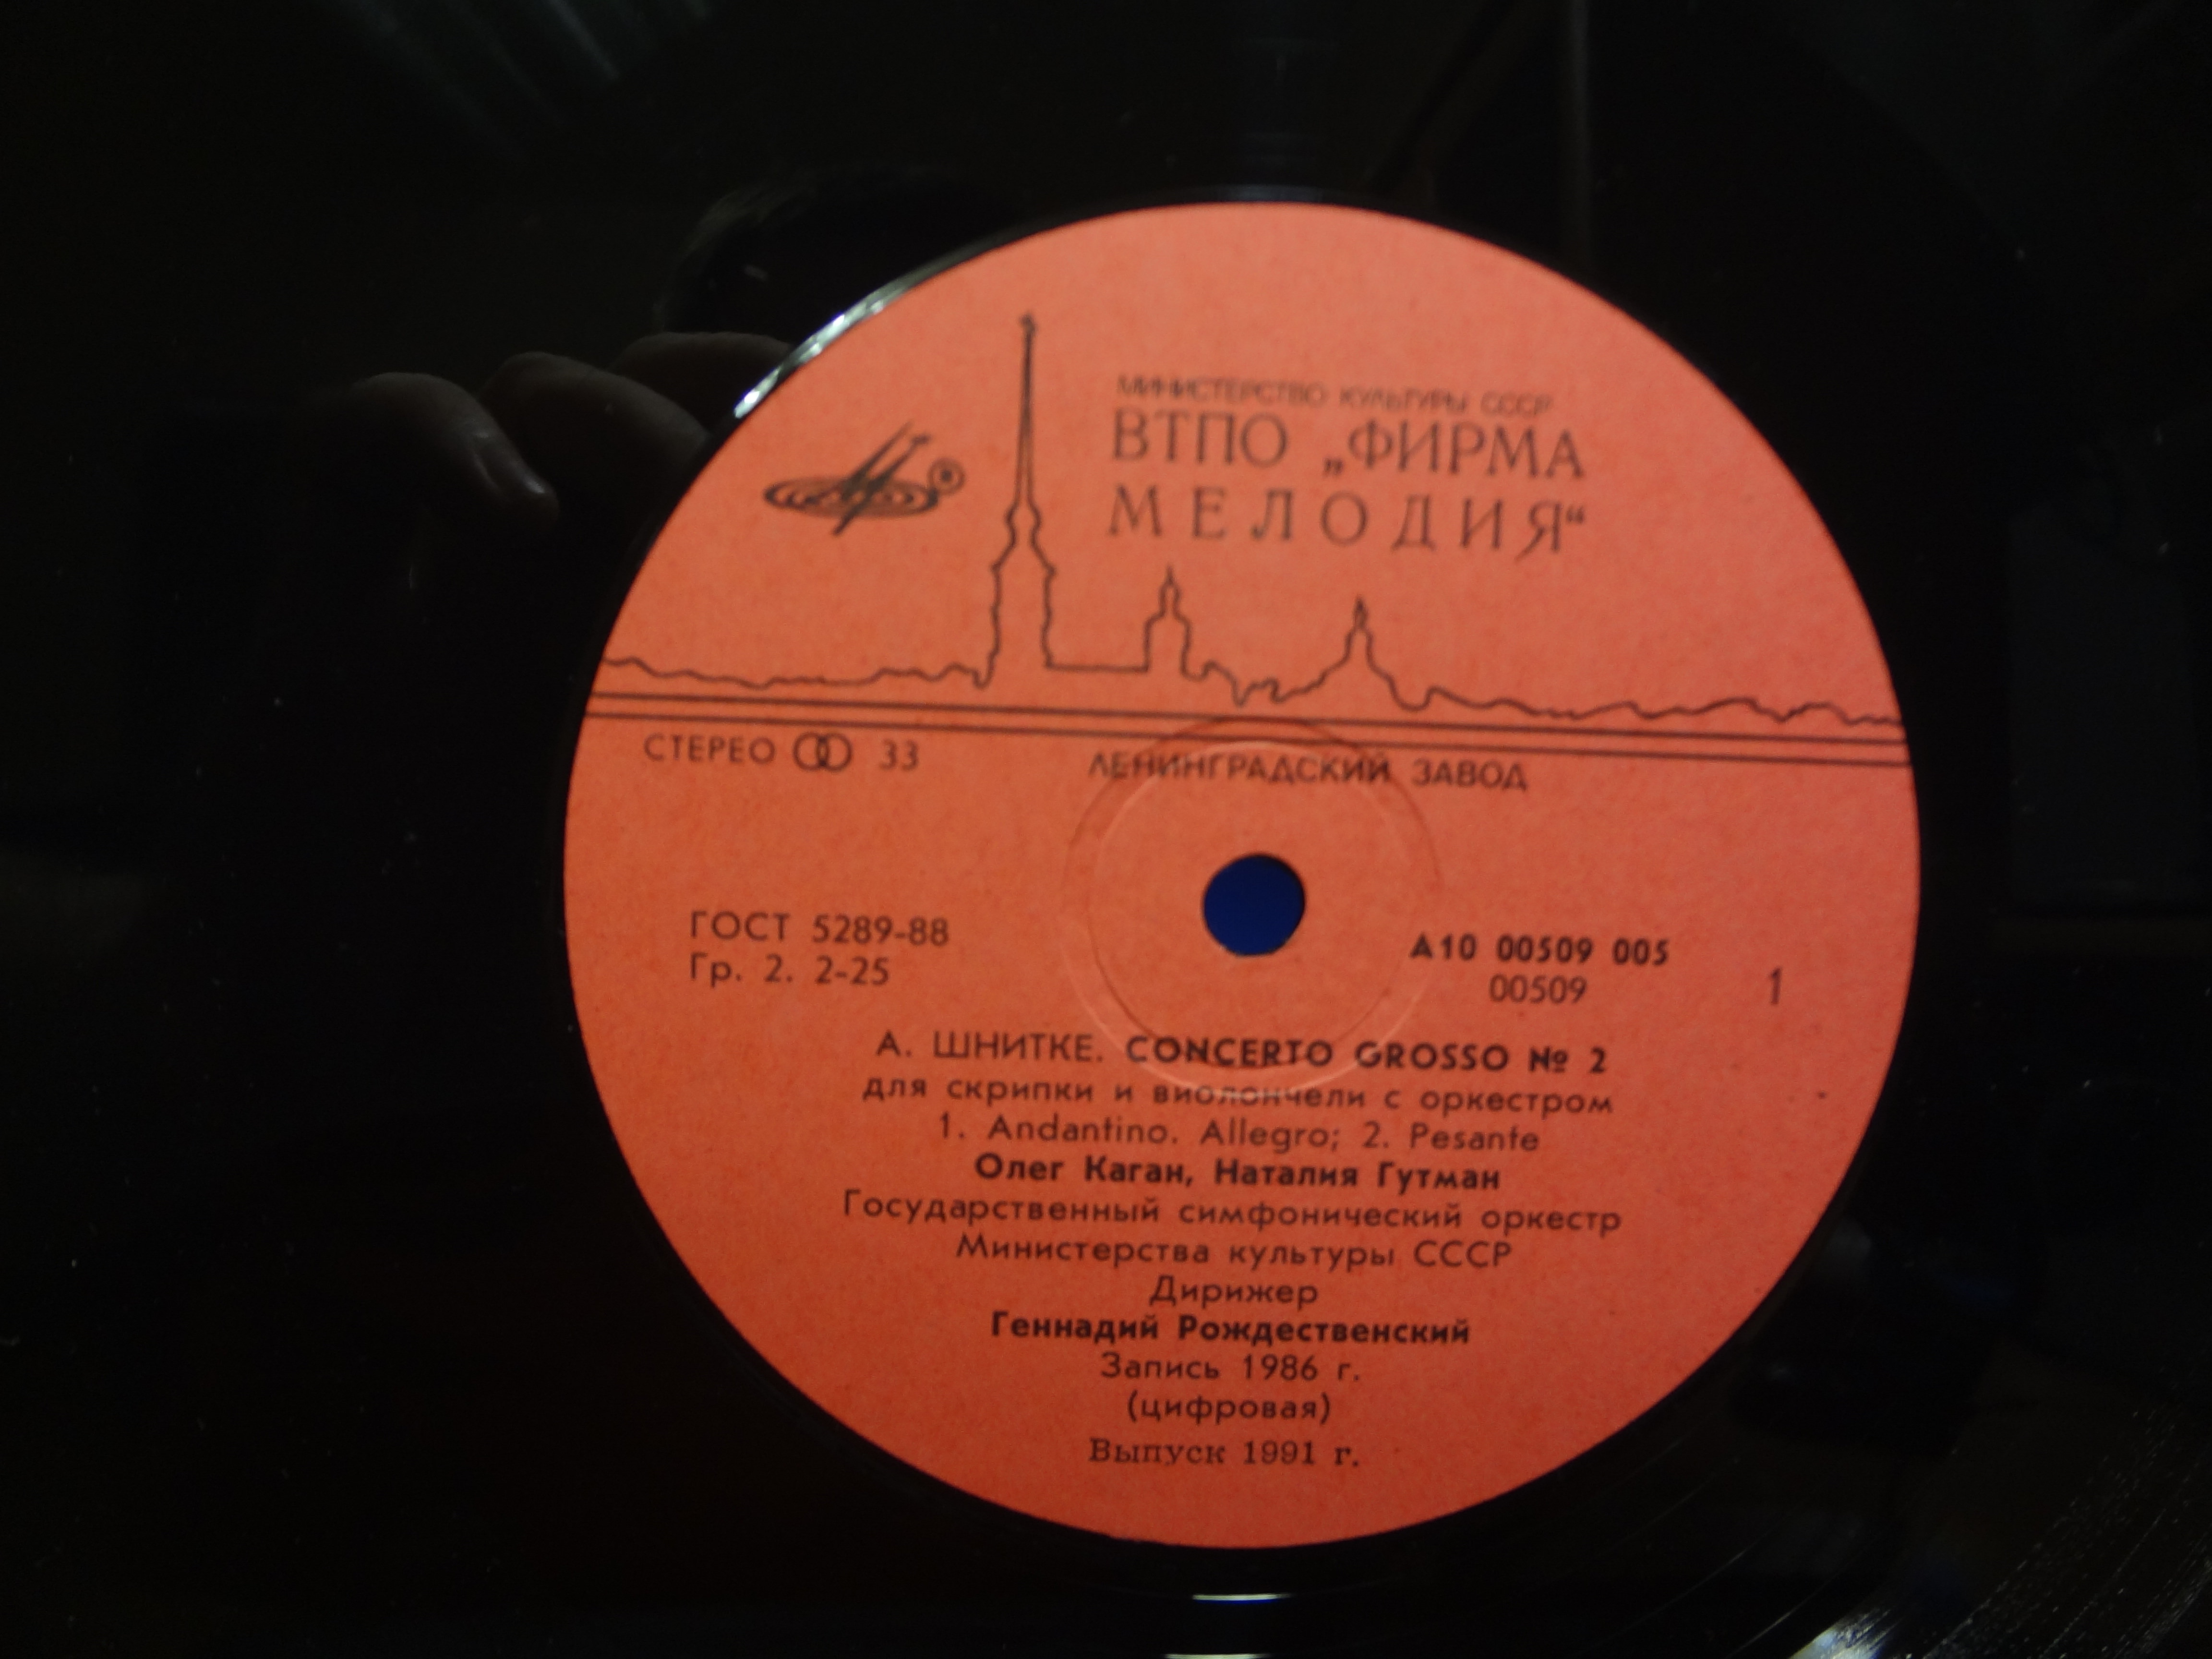 МИНИСТЕРСТВО КУЛЬТУРЫ СССР
ВТПО „ФИРМА
МЕЛОДИЯ“
®
СТЕРЕО 33
ЛЕНИНГРАДСКИЙ ЗАВОД
ГОСТ 5289-88
Гр. 2. 2-25
А10 00509 005
00509
1
А. ШНИТКЕ. CONCERTO GROSSO № 2
для скрипки и виолончели с оркестром
1. Andantino. Allegro; 2. Pesante
Олег Каган, Наталия Гутман
Государственный симфонический оркестр
Министерства культуры СССР
Дирижер
Геннадий Рождественский
Запись 1986 г.
(цифровая)
Выпуск 1991 г.